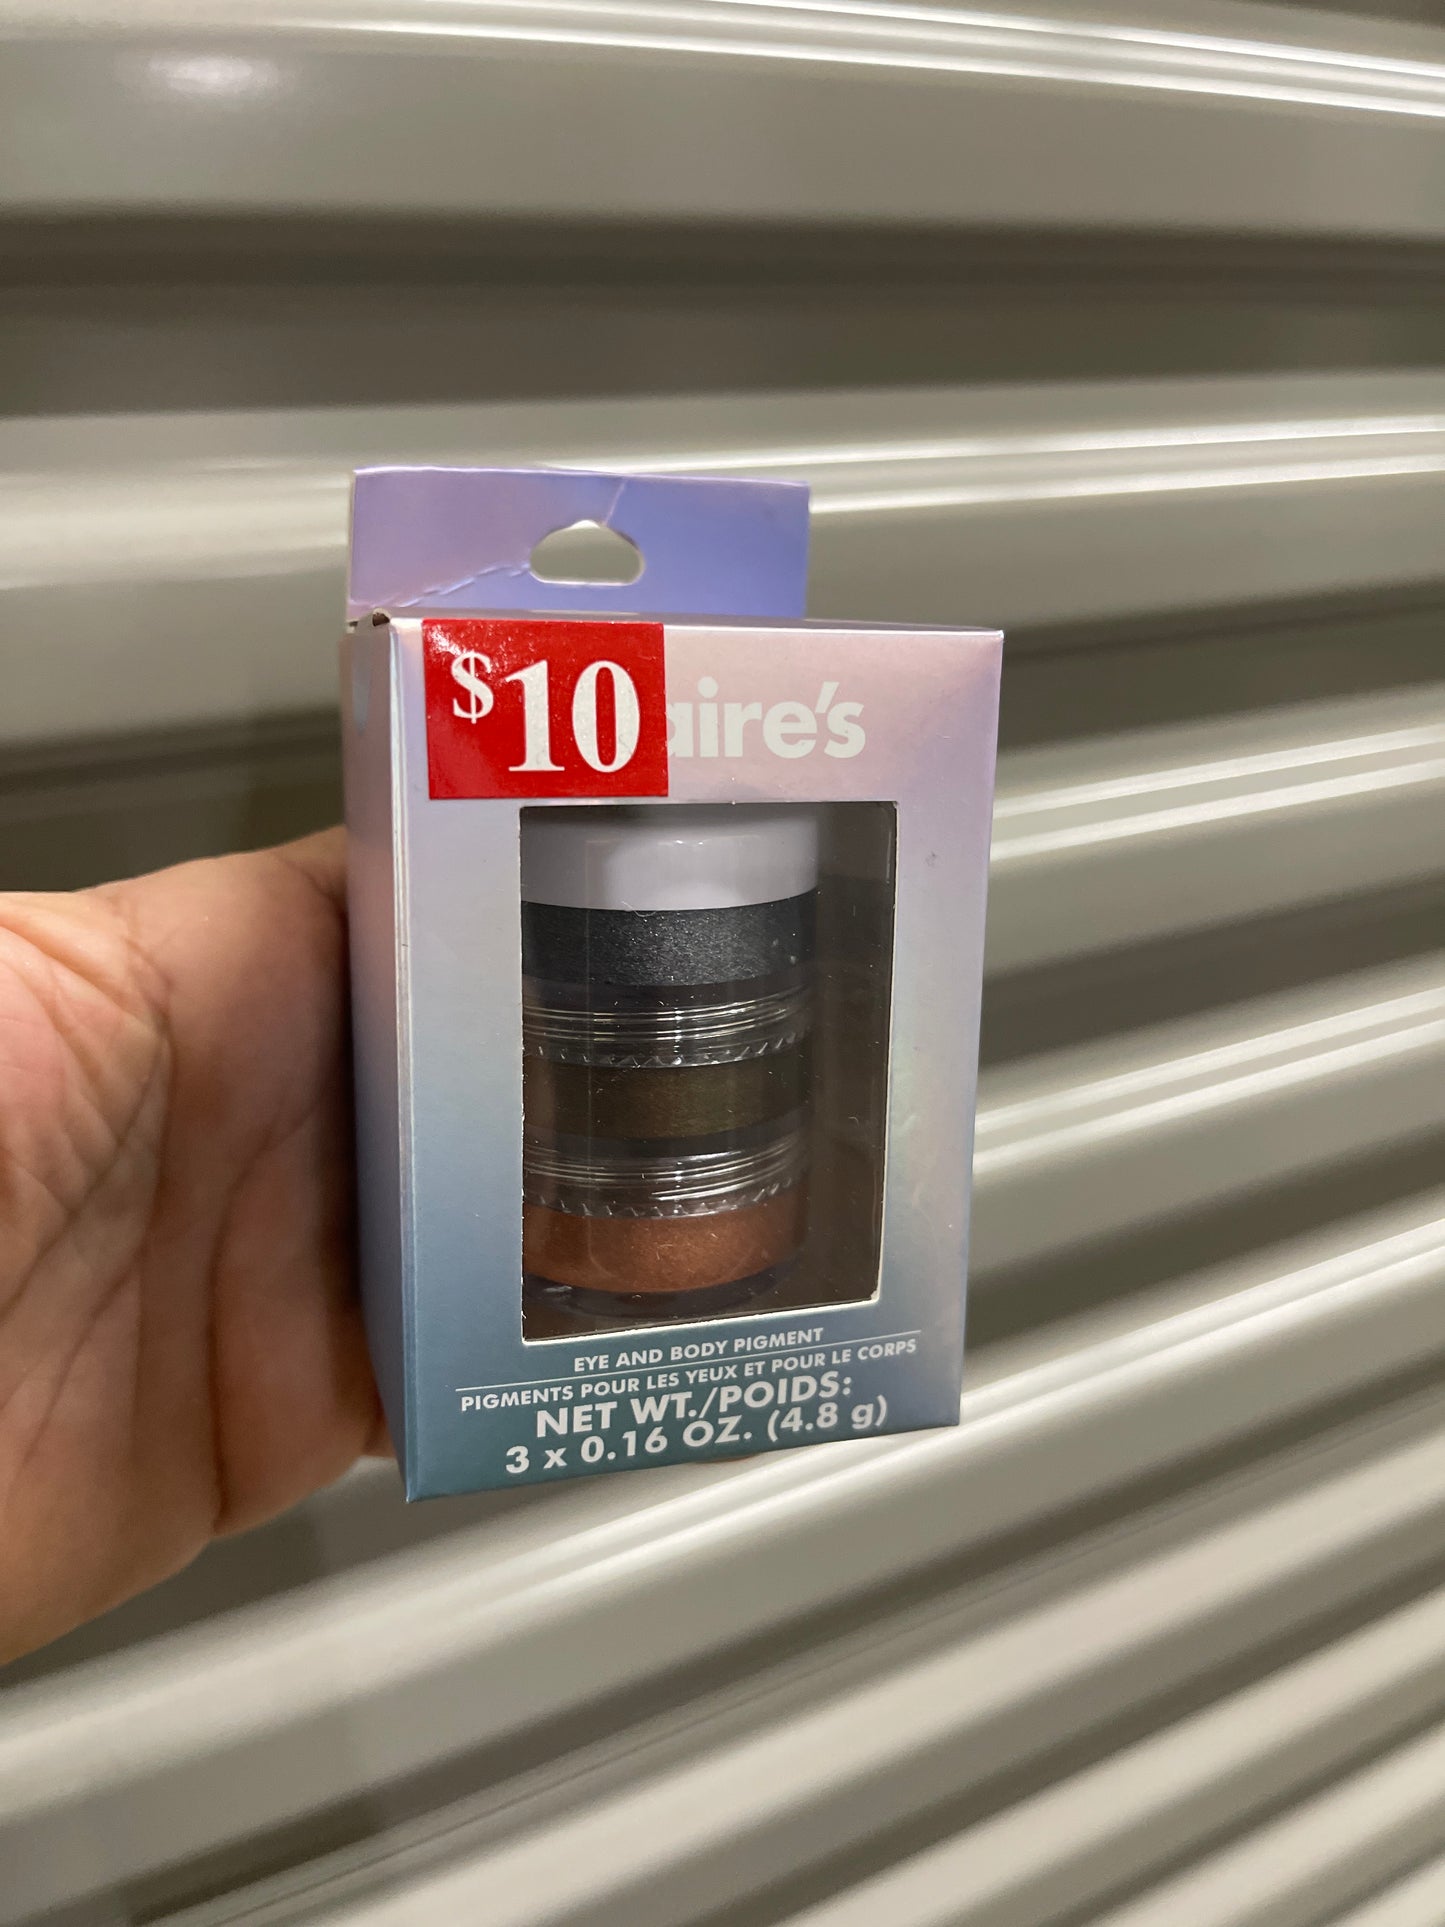 $10
aire's
EYE AND BODY PIGMENT
PIGMENTS POUR LES YEUX ET POUR LE CORPS
NET WT./POIDS:
3 x 0.16 OZ. (4.8 g)